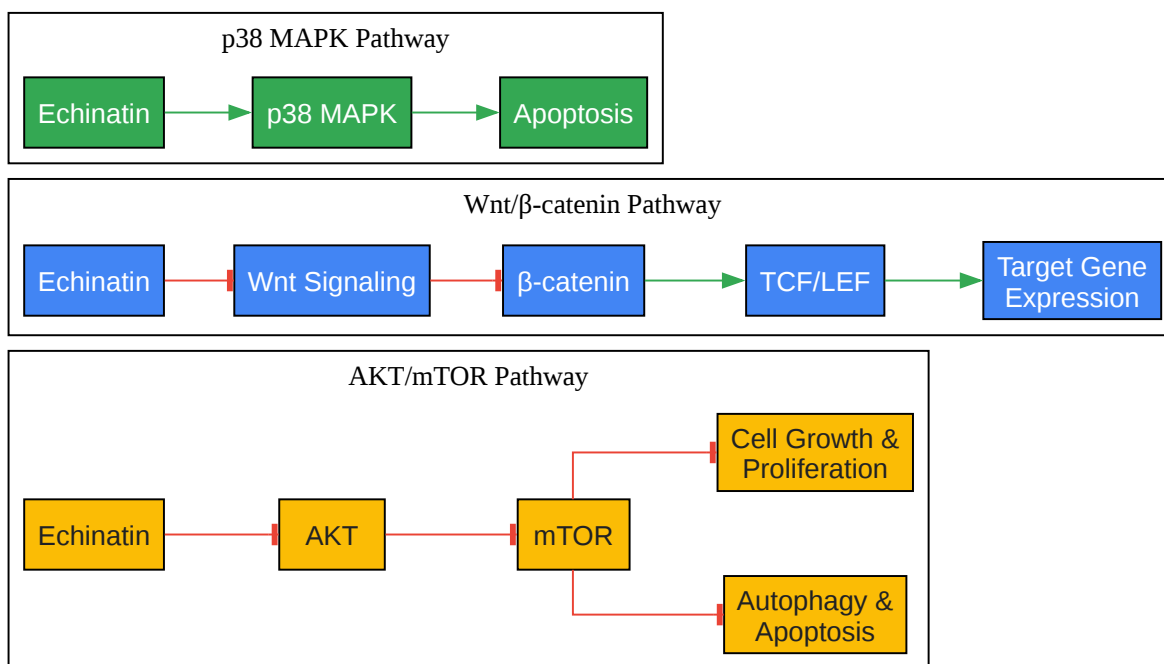 p38 MAPK Pathway
Echinatin
p38 MAPK
Apoptosis
Wnt/β-catenin Pathway
Echinatin
Wnt Signaling
β-catenin
TCF/LEF
Target Gene
Expression
AKT/mTOR Pathway
Cell Growth &
Proliferation
Echinatin
AKT
mTOR
Autophagy &
Apoptosis